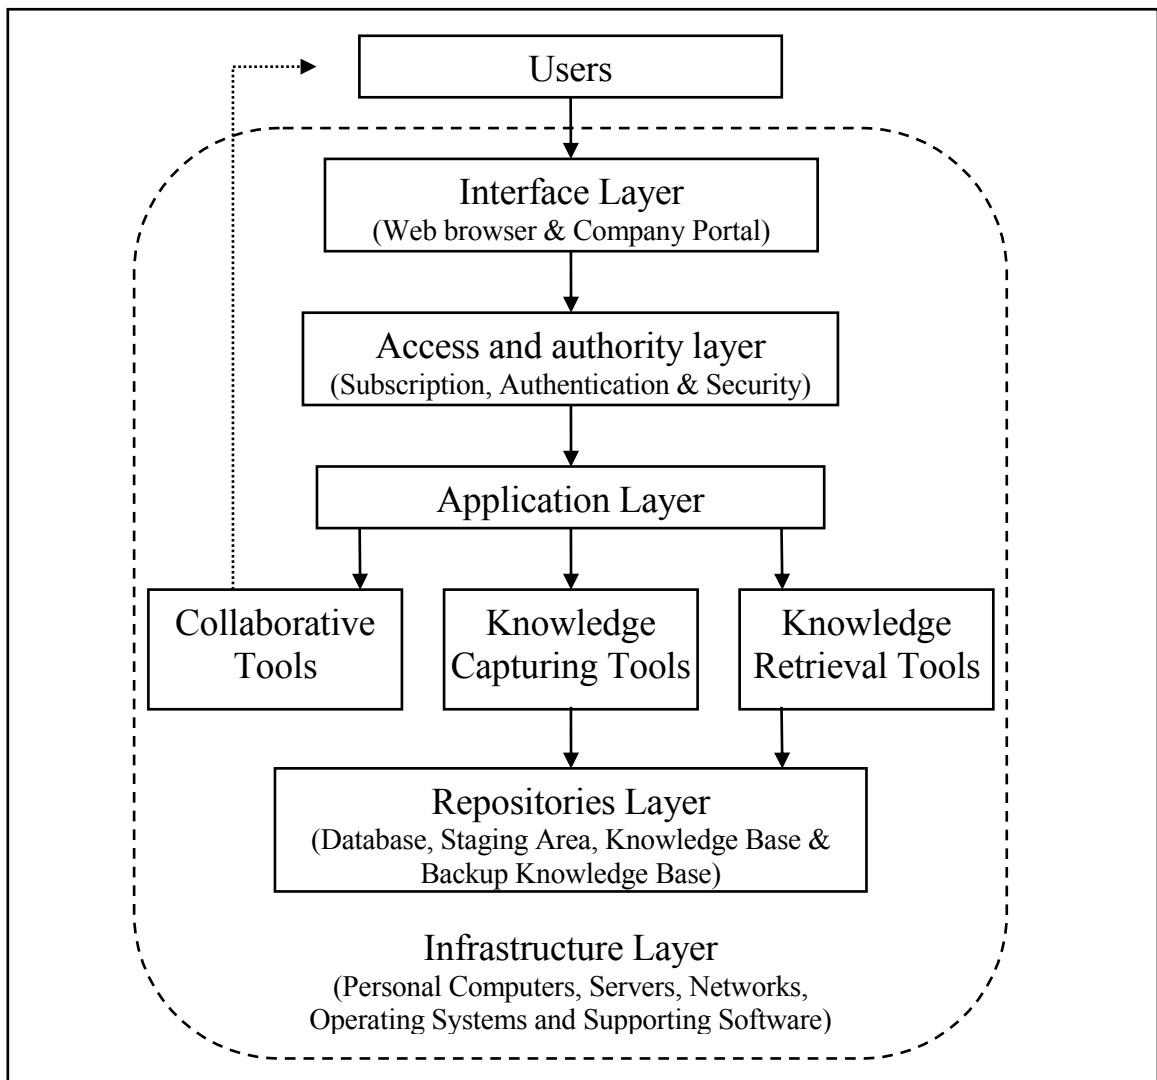 Users
Interface Layer
(Web browser & Company Portal)
Access and authority layer
(Subscription, Authentication & Security)
Application Layer
Collaborative
Tools
Knowledge
Capturing Tools
Knowledge
Retrieval Tools
Repositories Layer
(Database, Staging Area, Knowledge Base &
Backup Knowledge Base)
Infrastructure Layer
(Personal Computers, Servers, Networks,
Operating Systems and Supporting Software)